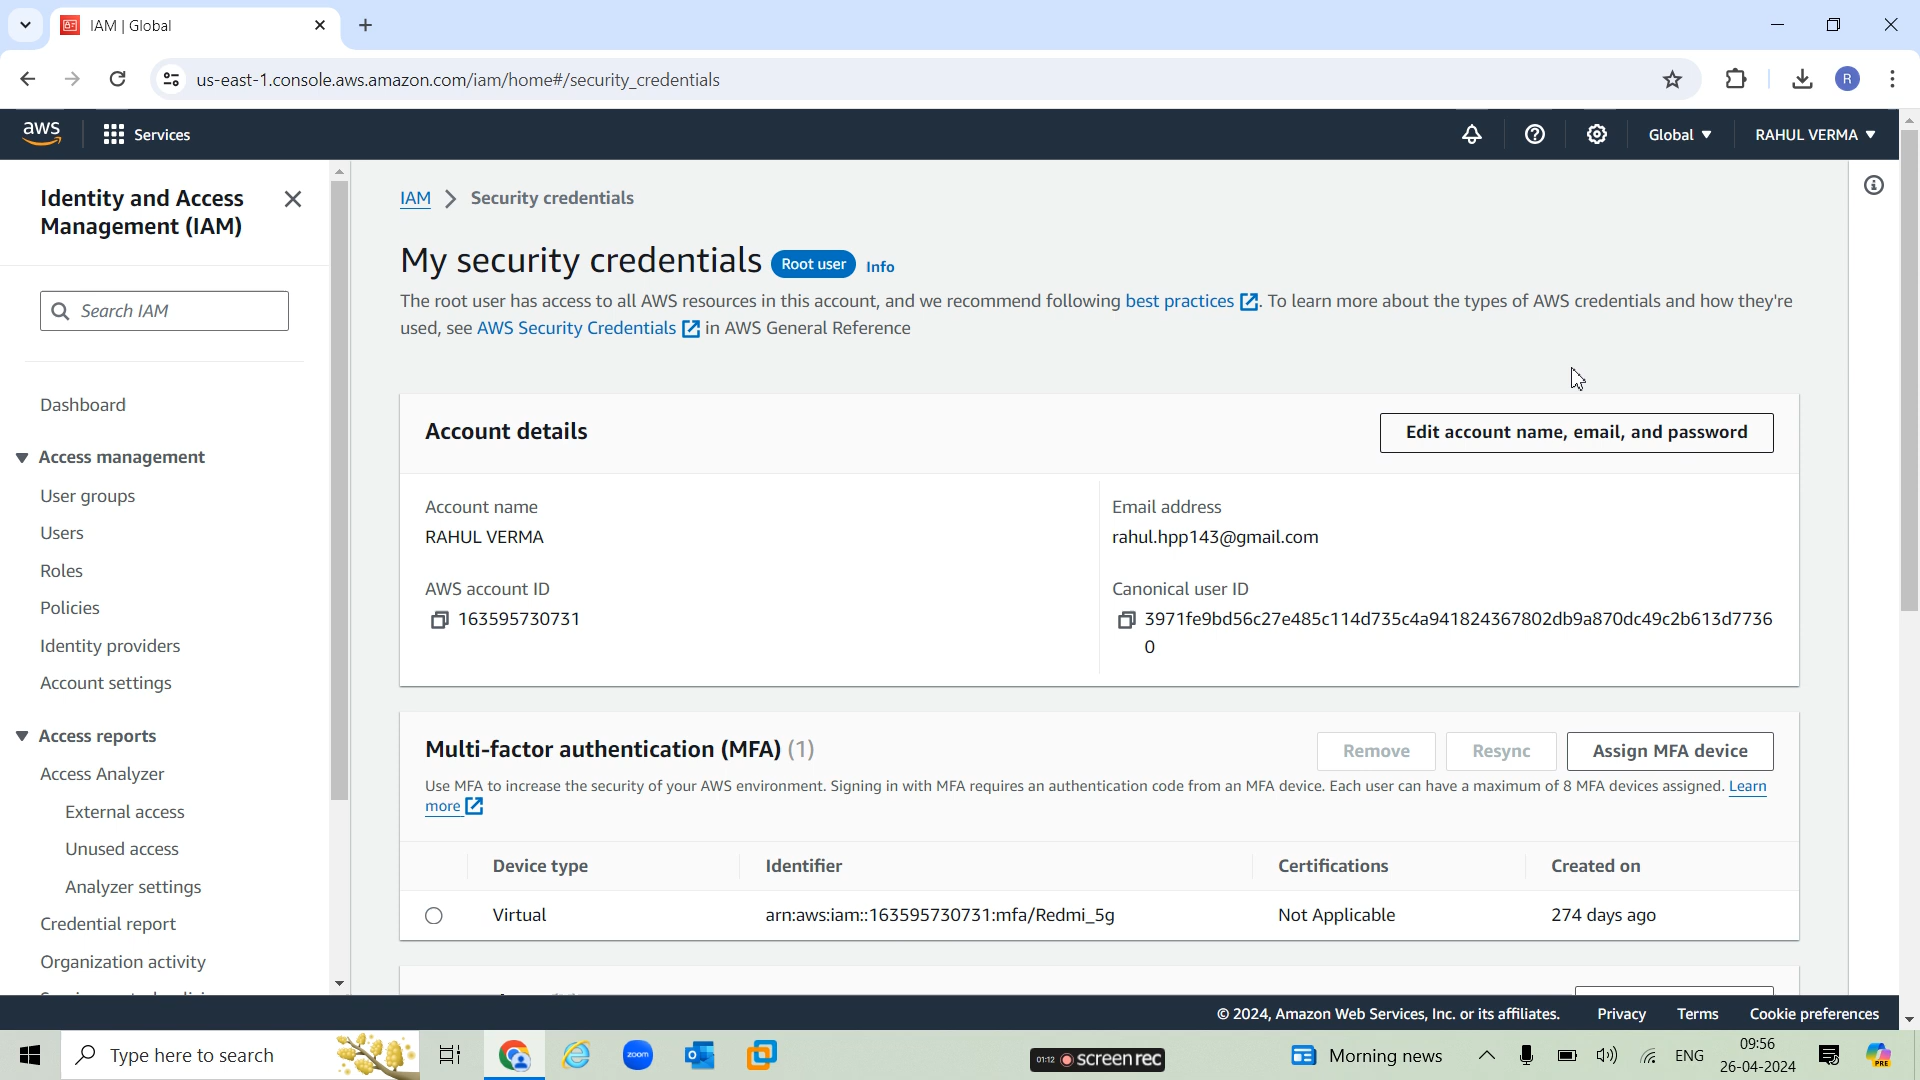 IAM | Global
us-east-1.console.aws.amazon.com/iam/home#/security_credentials
R
aws
Services
Global
RAHUL VERMA
Identity and Access
Management (IAM)
Search IAM
Dashboard
Access management
User groups
Users
Roles
Policies
Identity providers
Account settings
Access reports
Access Analyzer
External access
Unused access
Analyzer settings
Credential report
Organization activity
IAM > Security credentials
My security credentials Root user Info
The root user has access to all AWS resources in this account, and we recommend following best practices. To learn more about the types of AWS credentials and how they're
used, see AWS Security Credentials in AWS General Reference
Account details
Edit account name, email, and password
Account name
RAHUL VERMA
Email address
rahul.hpp143@gmail.com
AWS account ID
163595730731
Canonical user ID
3971fe9bd56c27e485c114d735c4a941824367802db9a870dc49c2b613d7736
0
Multi-factor authentication (MFA) (1)
Remove
Resync
Assign MFA device
Use MFA to increase the security of your AWS environment. Signing in with MFA requires an authentication code from an MFA device. Each user can have a maximum of 8 MFA devices assigned. Learn
more
Device type Identifier Certifications Created on
Virtual arn:aws:iam::163595730731:mfa/Redmi_5g Not Applicable 274 days ago
© 2024, Amazon Web Services, Inc. or its affiliates. Privacy Terms Cookie preferences
Type here to search
zoom
01:12 screenrec
Morning news
ENG
09:56
26-04-2024
PRE